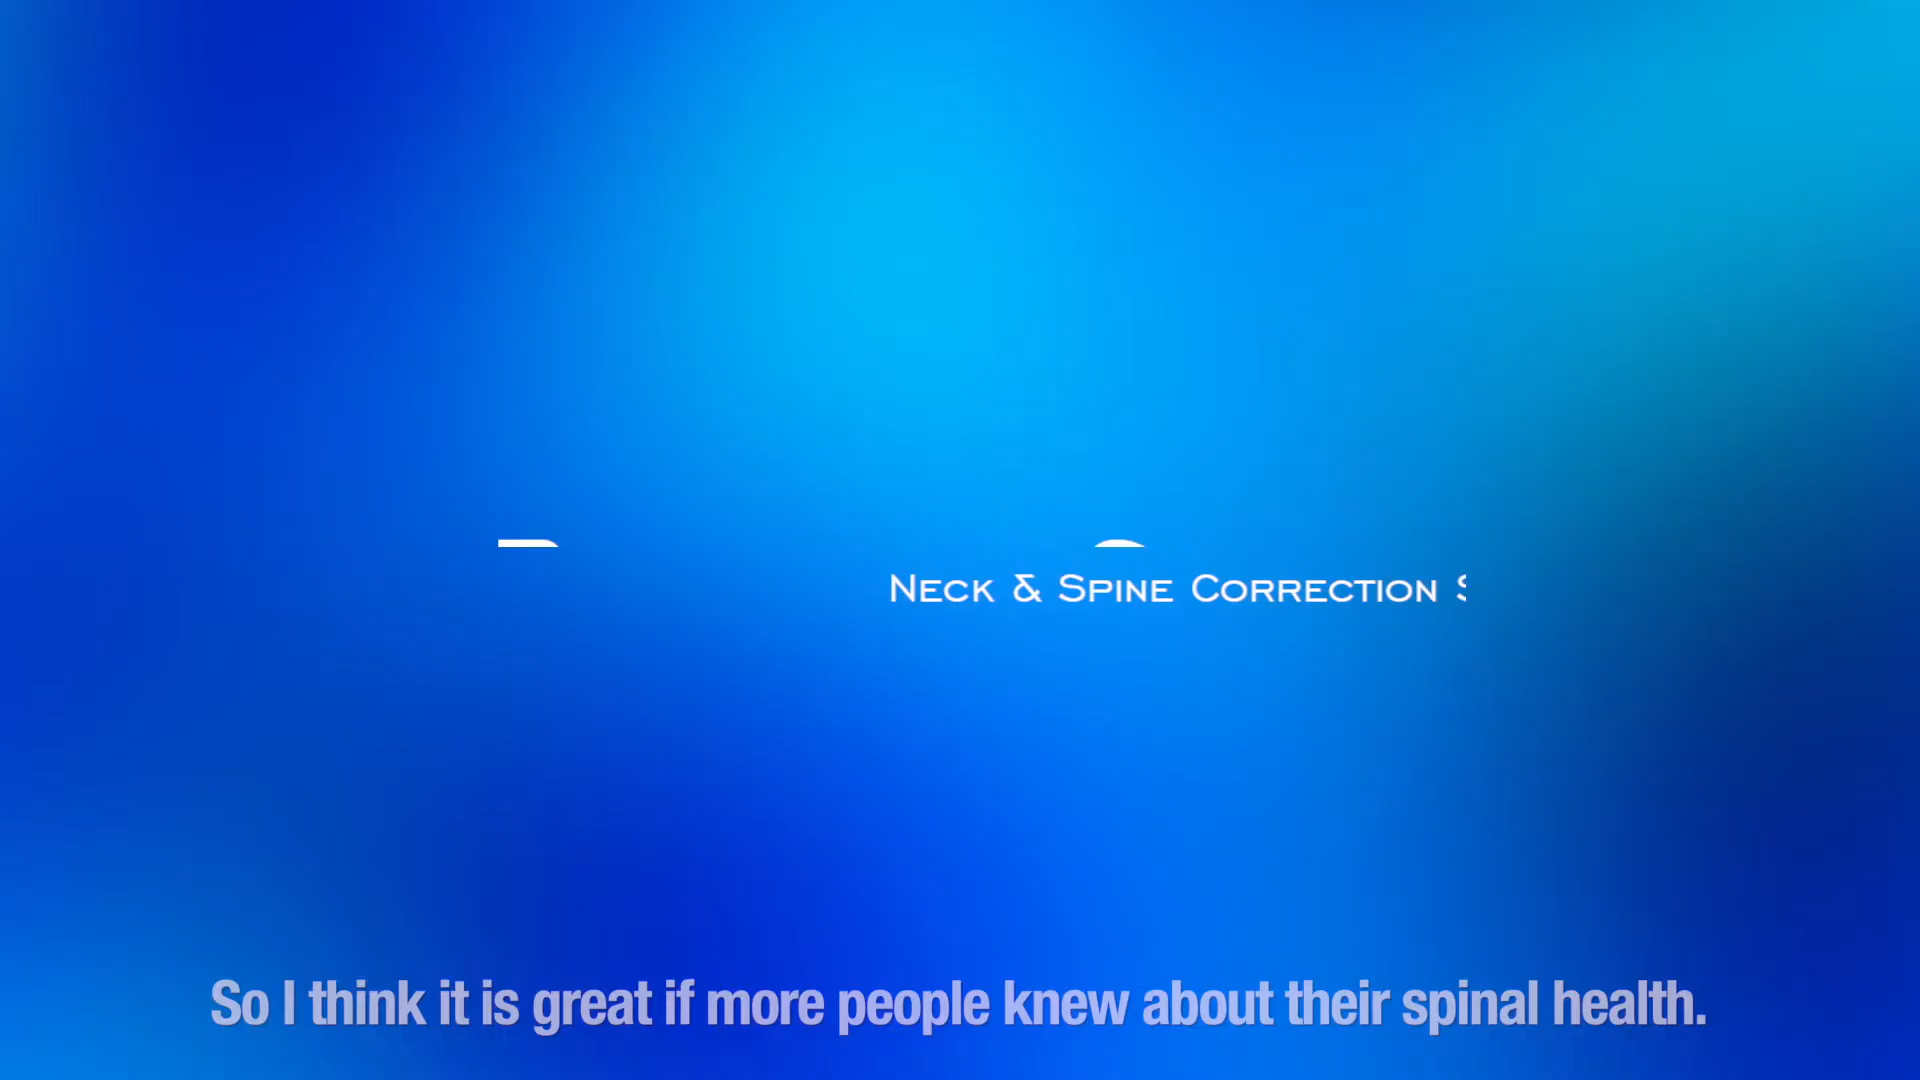 Neck & Spine Correction
So I think it is great if more people knew about their spinal health.